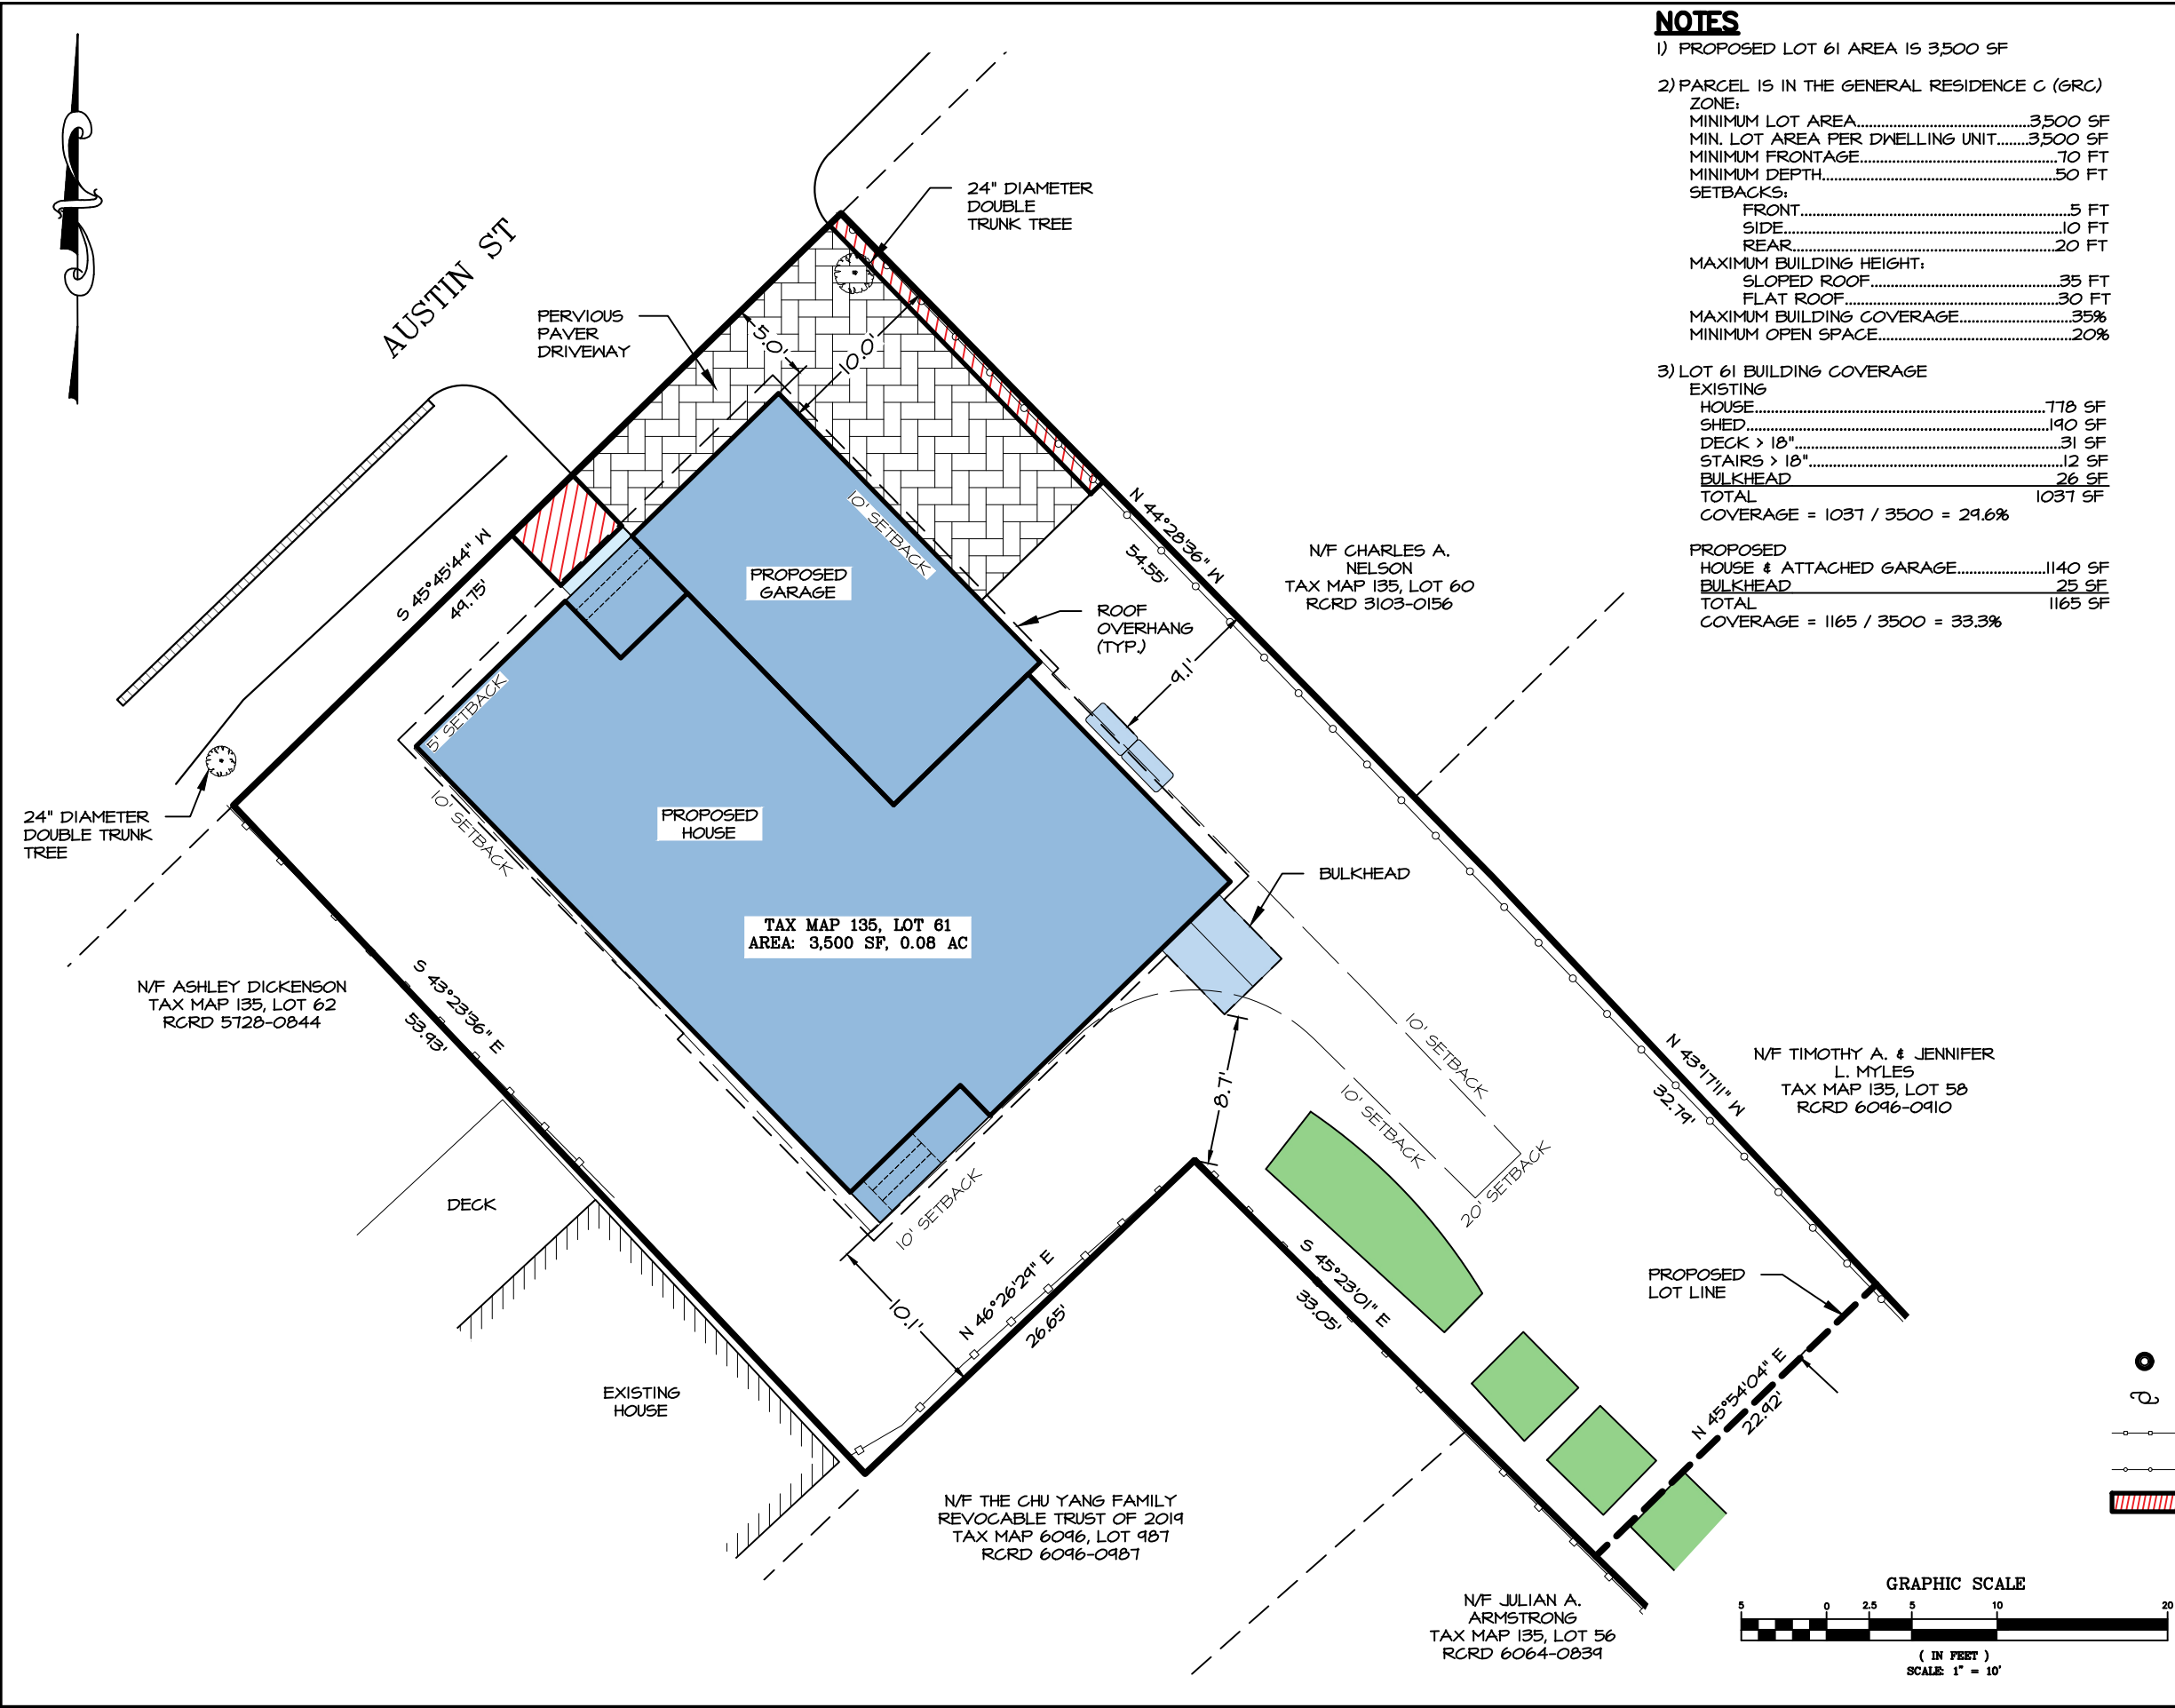 NOTES
1) PROPOSED LOT 61 AREA IS 3,500 SF
2) PARCEL IS IN THE GENERAL RESIDENCE C (GRC)
ZONE:
MINIMUM LOT AREA..........3,500 SF
MIN. LOT AREA PER DWELLING UNIT........3,500 SF
MINIMUM FRONTAGE..........70 FT
MINIMUM DEPTH..........50 FT
SETBACKS:
FRONT..........5 FT
SIDE..........10 FT
REAR..........20 FT
MAXIMUM BUILDING HEIGHT:
SLOPED ROOF..........35 FT
FLAT ROOF..........30 FT
MAXIMUM BUILDING COVERAGE..........35%
MINIMUM OPEN SPACE..........20%
3) LOT 61 BUILDING COVERAGE
EXISTING
HOUSE..........778 SF
SHED..........190 SF
DECK > 18"..........31 SF
STAIRS > 18"..........12 SF
BULKHEAD 26 SF
TOTAL 1037 SF
COVERAGE = 1037 / 3500 = 29.6%
PROPOSED
HOUSE & ATTACHED GARAGE..........1140 SF
BULKHEAD 25 SF
TOTAL 1165 SF
COVERAGE = 1165 / 3500 = 33.3%
AUSTIN ST
24" DIAMETER
DOUBLE
TRUNK TREE
PERVIOUS
PAVER
DRIVEWAY
5.0'
10.0'
10' SETBACK
N 44°28'36" W
54.55'
S 45°45'44" W
49.75'
PROPOSED
GARAGE
N/F CHARLES A.
NELSON
TAX MAP 135, LOT 60
RCRD 3103-0156
ROOF
OVERHANG
(TYP.)
9.1'
5' SETBACK
10' SETBACK
24" DIAMETER
DOUBLE TRUNK
TREE
PROPOSED
HOUSE
BULKHEAD
TAX MAP 135, LOT 61
AREA: 3,500 SF, 0.08 AC
N/F ASHLEY DICKENSON
TAX MAP 135, LOT 62
RCRD 5728-0844
S 43°23'36" E
53.93'
10' SETBACK
10' SETBACK
20' SETBACK
8.7'
N 43°17'11" W
32.79'
N/F TIMOTHY A. & JENNIFER
L. MYLES
TAX MAP 135, LOT 58
RCRD 6096-0910
DECK
10' SETBACK
10.1'
N 46°26'29" E
26.65'
S 45°23'01" E
33.05'
PROPOSED
LOT LINE
N 45°54'04" E
22.92'
EXISTING
HOUSE
N/F THE CHU YANG FAMILY
REVOCABLE TRUST OF 2019
TAX MAP 6096, LOT 987
RCRD 6096-0987
N/F JULIAN A.
ARMSTRONG
TAX MAP 135, LOT 56
RCRD 6064-0839
GRAPHIC SCALE
5 0 2.5 5 10 20
( IN FEET )
SCALE: 1" = 10'